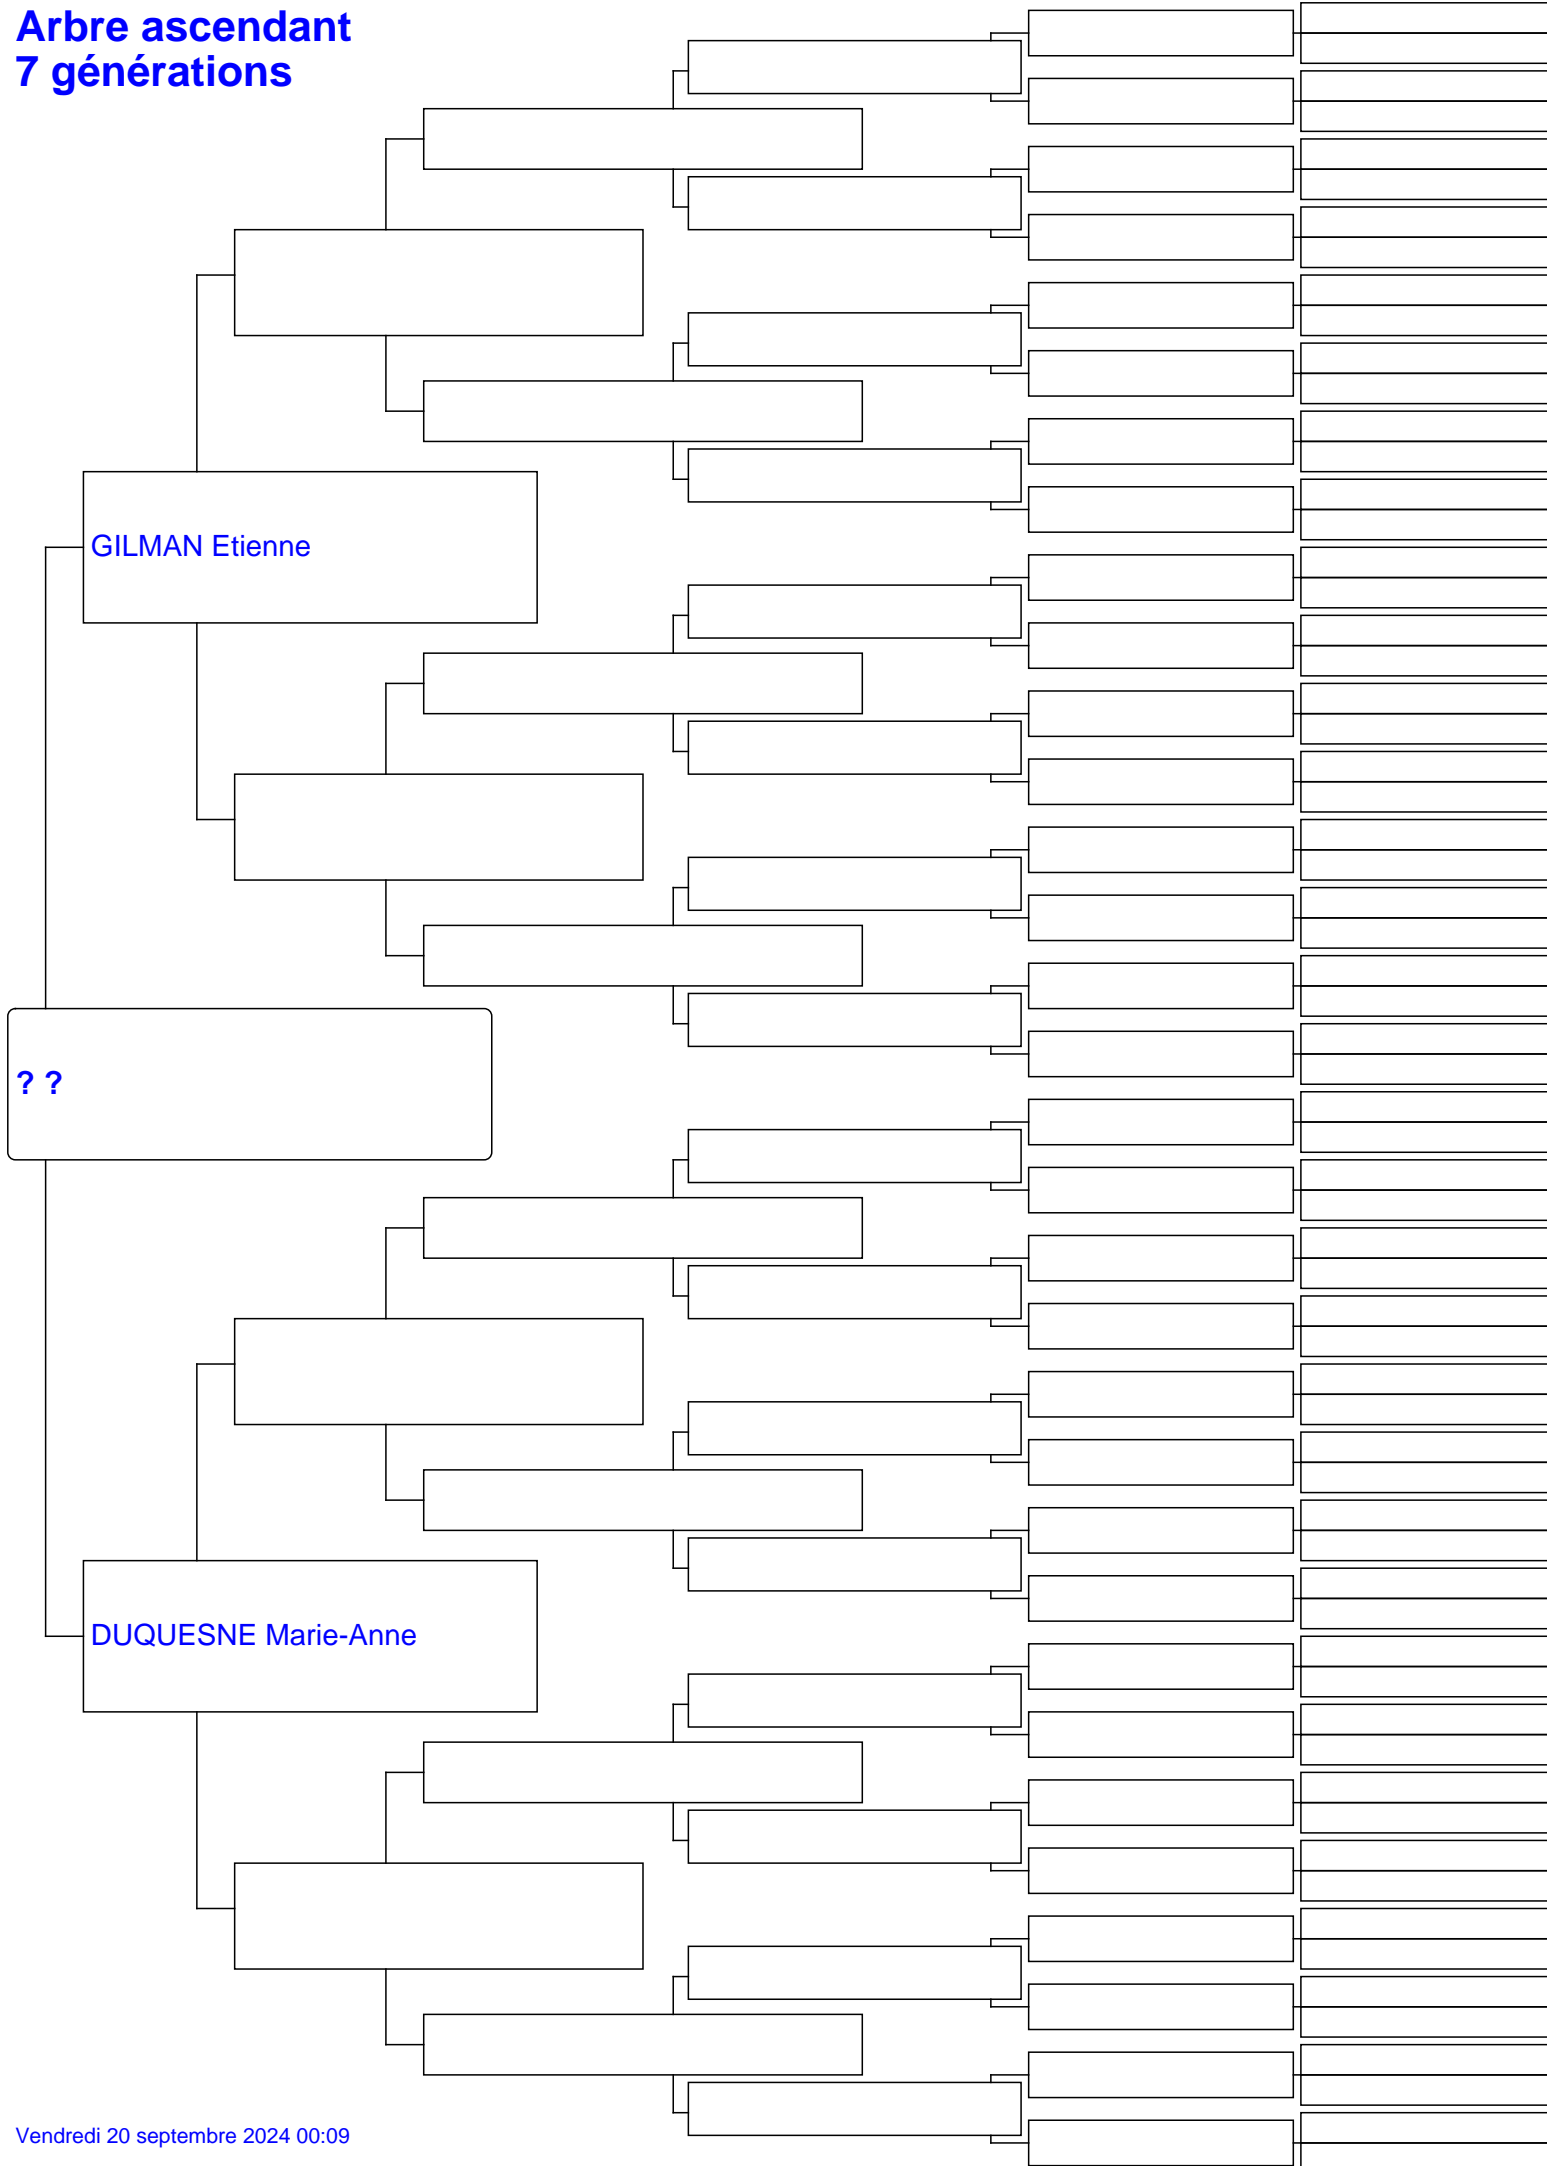 Arbre ascendant
7 générations
GILMAN Etienne
? ?
DUQUESNE Marie-Anne
Vendredi 20 septembre 2024 00:09